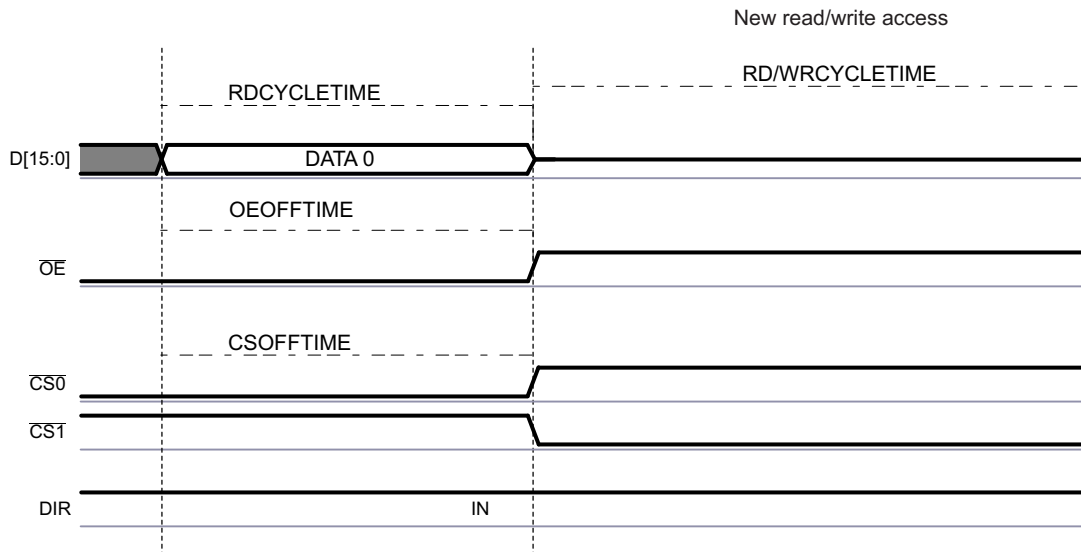 New read/write access
RDCYCLETIME
RD/WRCYCLETIME
D[15:0]
DATA 0
OEOFFTIME
OE
CSOFFTIME
CS0
CS1
DIR
IN